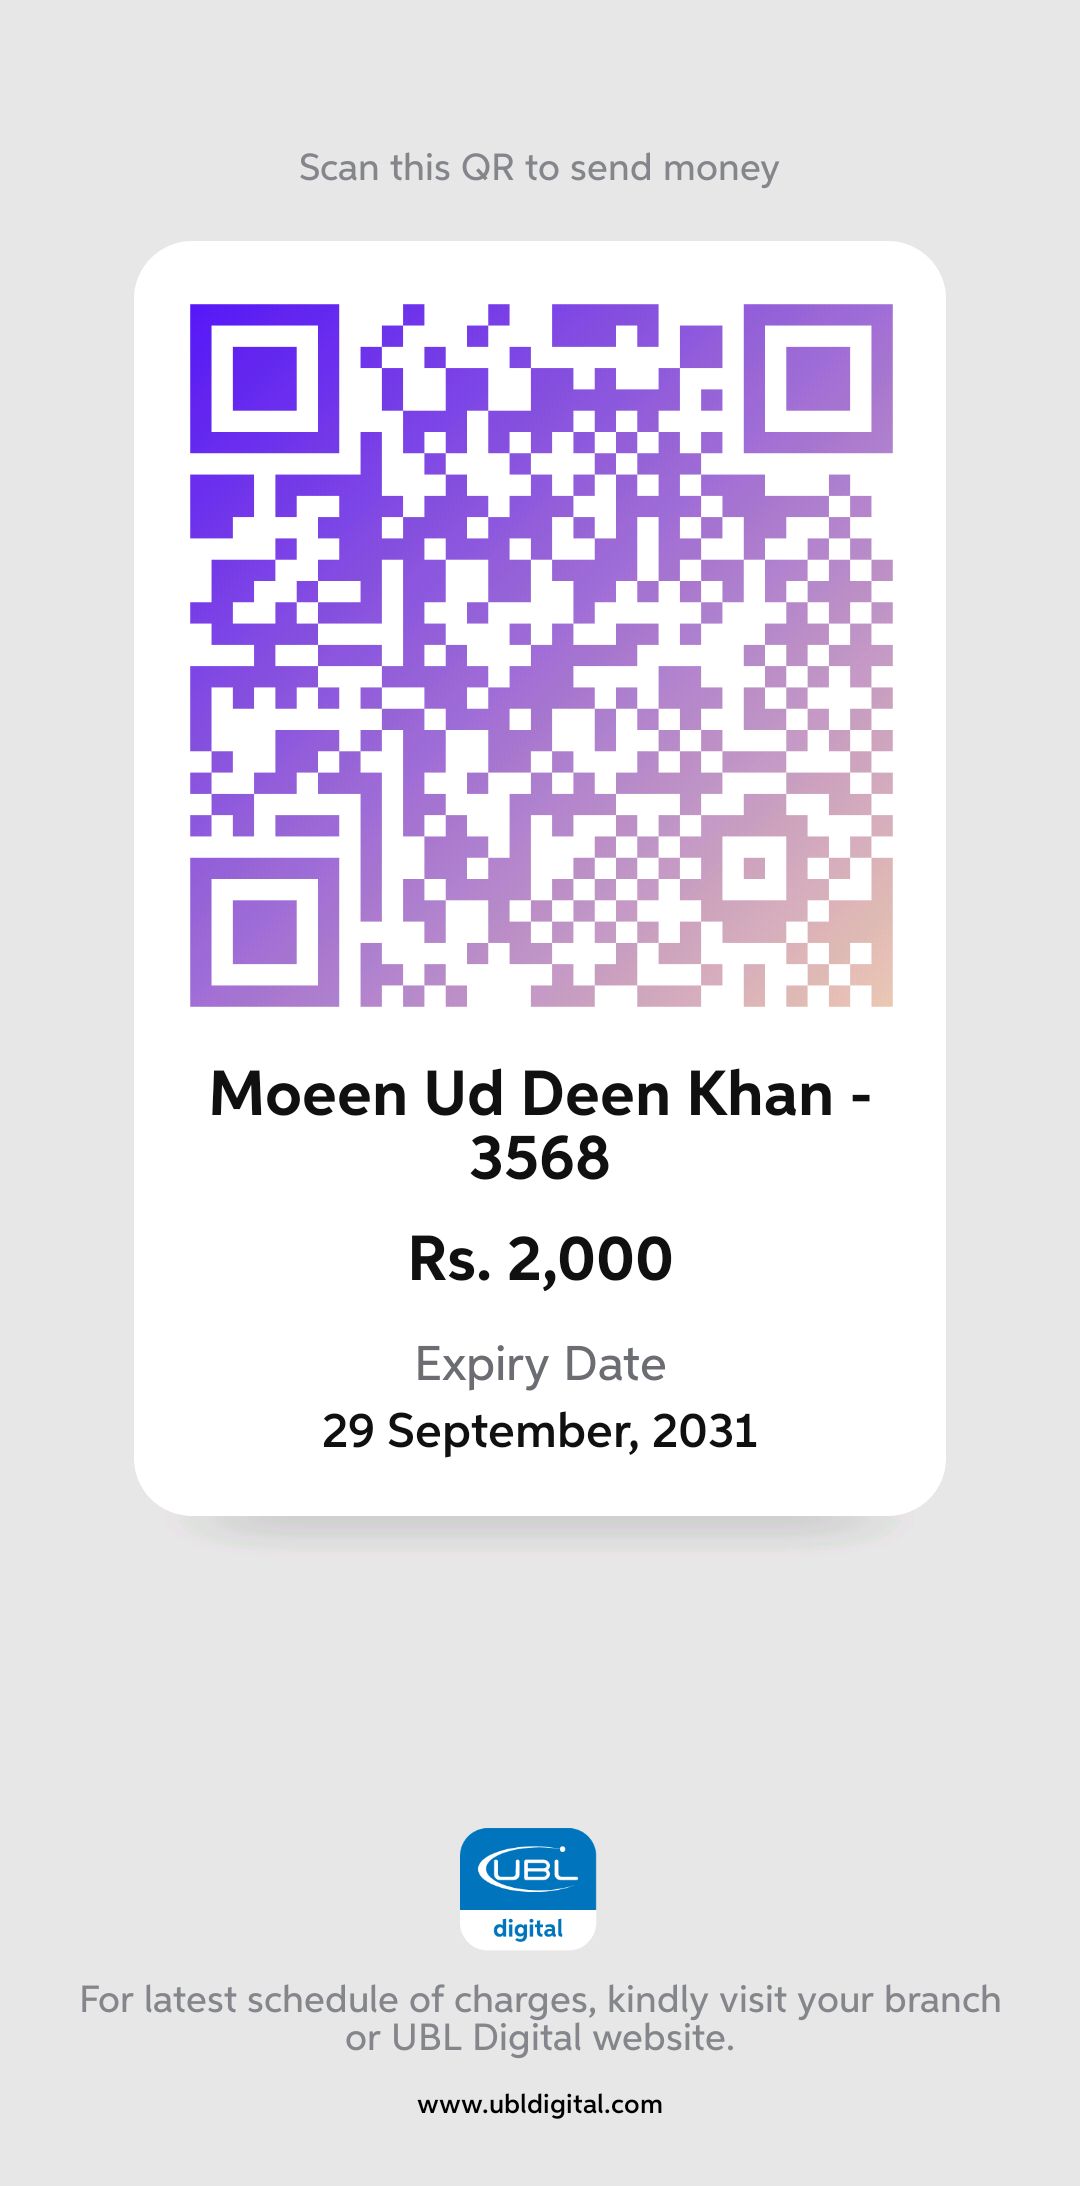 Scan this QR to send money
Moeen Ud Deen Khan -
3568
Rs. 2,000
Expiry Date
29 September, 2031
UBL
digital
For latest schedule of charges, kindly visit your branch
or UBL Digital website.
www.ubldigital.com